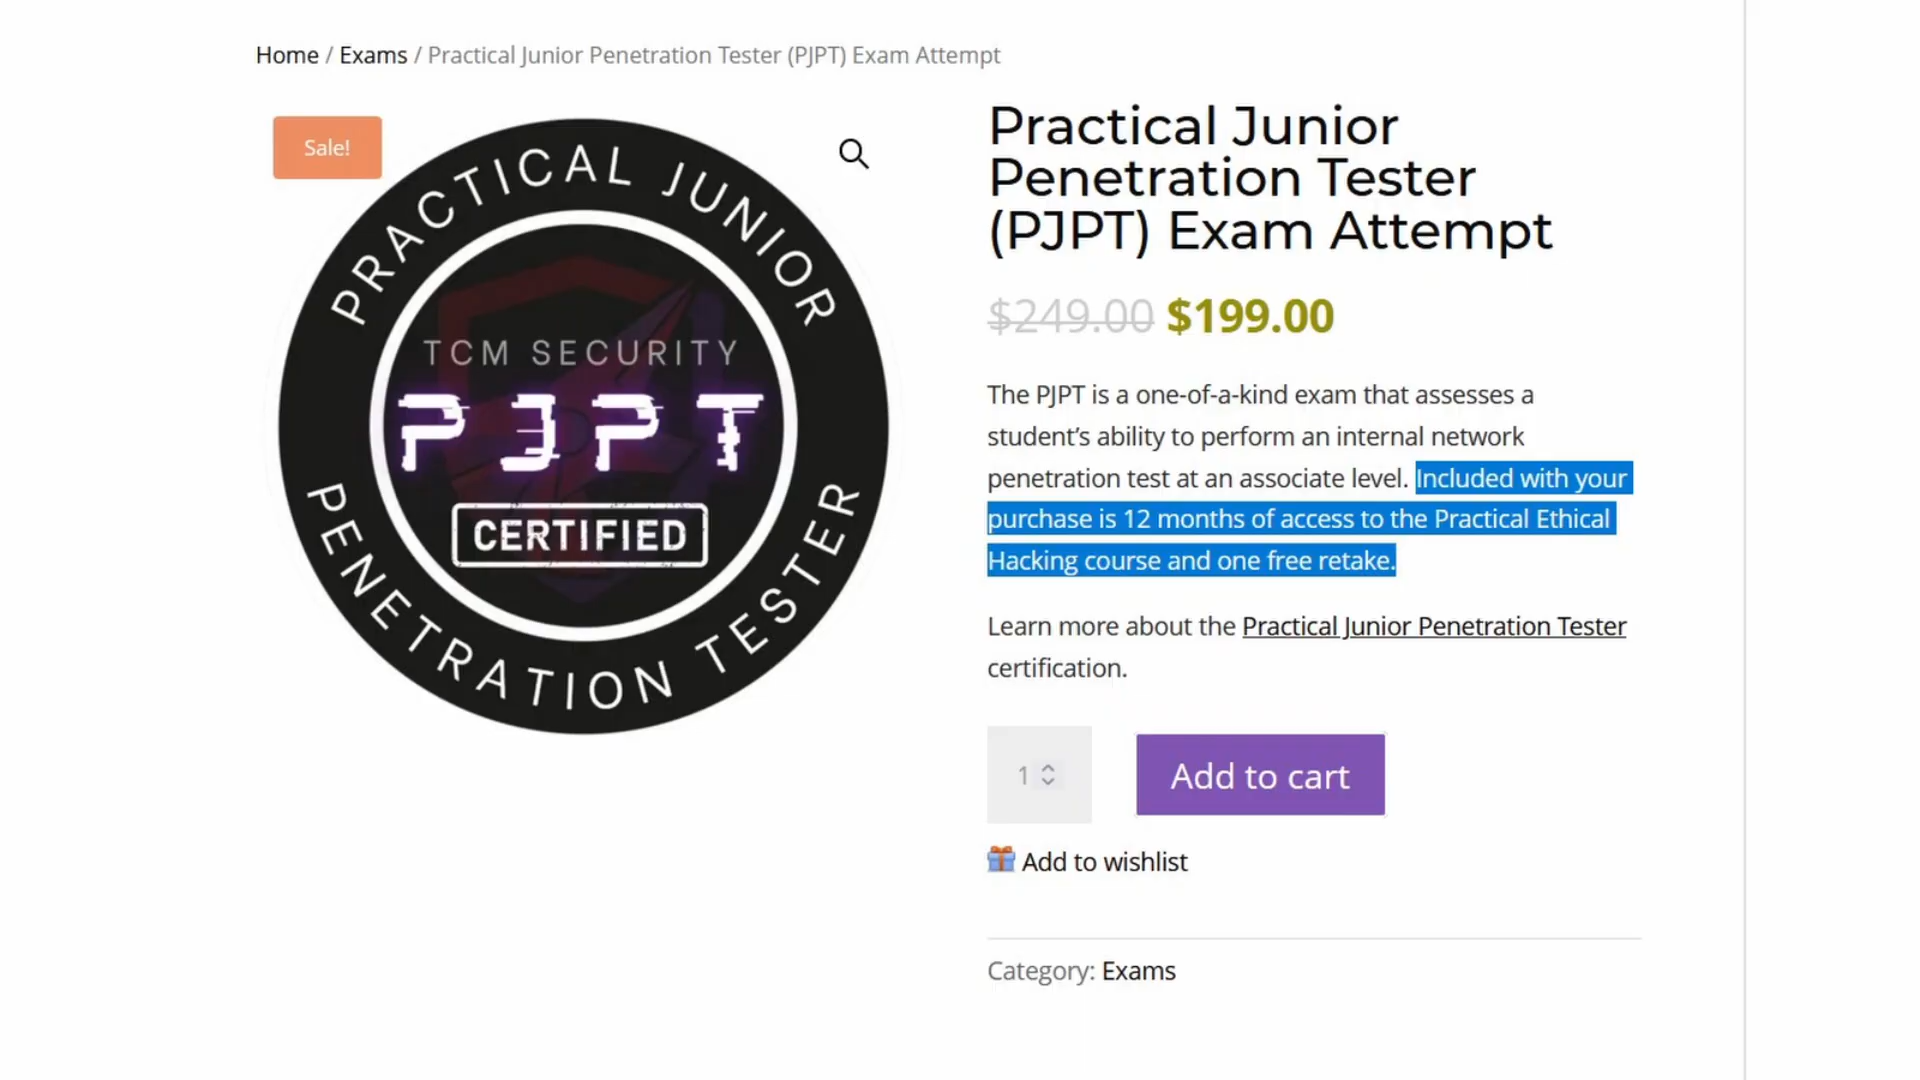 Home / Exams / Practical Junior Penetration Tester (PJPT) Exam Attempt
Sale!
PRACTICAL JUNIOR
TCM SECURITY
PJPT
CERTIFIED
PENETRATION TESTER
Practical Junior
Penetration Tester
(PJPT) Exam Attempt
$249.00 $199.00
The PJPT is a one-of-a-kind exam that assesses a
student’s ability to perform an internal network
penetration test at an associate level. Included with your
purchase is 12 months of access to the Practical Ethical
Hacking course and one free retake.
Learn more about the Practical Junior Penetration Tester
certification.
1
Add to cart
Add to wishlist
Category: Exams